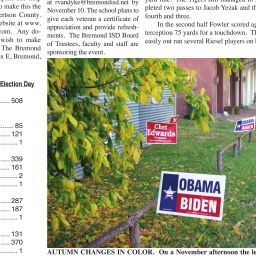 to make this the
ertson County.
ebsite at www.
com. Any do-
wish to make
The Bremond
x E, Bremond,
Election Day
508
85
121
1
339
161
2
1
287
187
1
131
370
1
at rvandyke@bremondisd.net by
November 10. The school plans to
give each veteran a certificate of
appreciation and provide refresh-
ments. The Bremond ISD Board
of Trustees, faculty and staff are
sponsoring the event.
pleted two passes to Jacob Yezak and th
fourth and three.
In the second half Fowler scored ag
terception 75 yards for a touchdown. Th
easily out ran several Riesel players on
Chet
Edwards
OBAMA
BIDEN
AUTUMN CHANGES IN COLOR. On a November afternoon the le